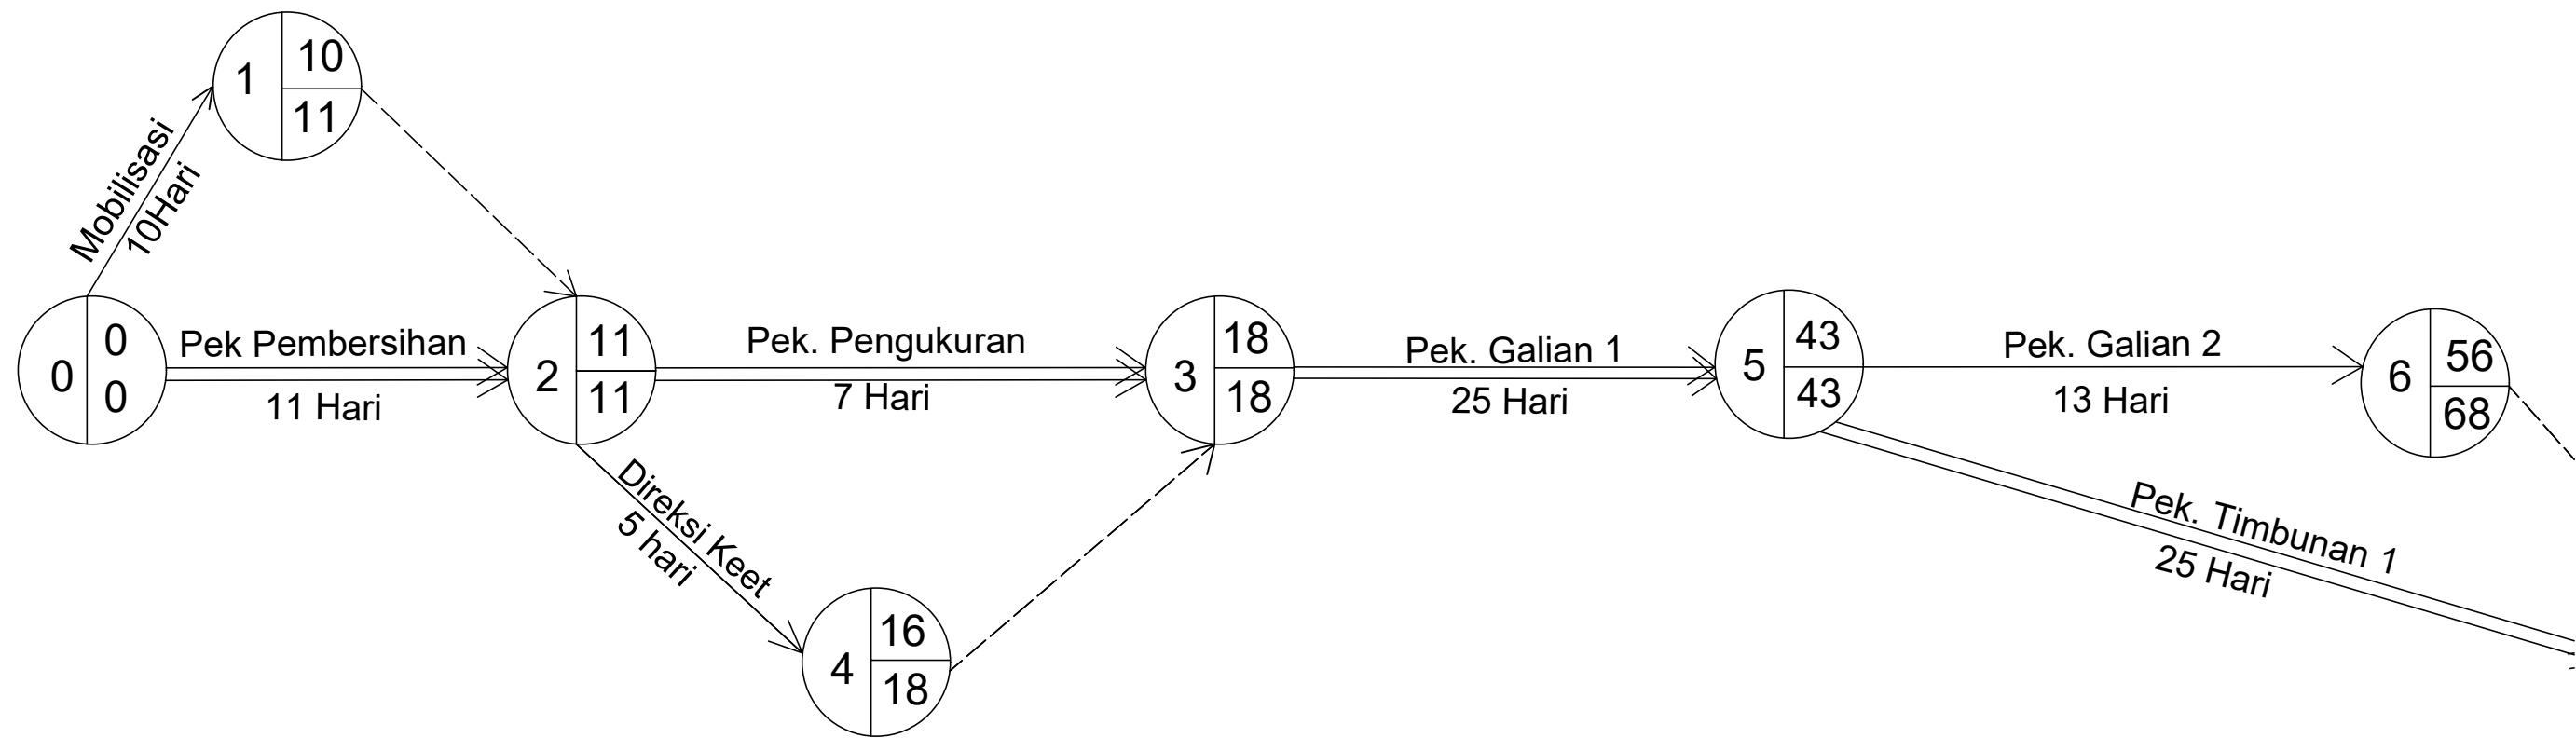 1
10
11
Mobilisasi
10Hari
0
0
0
Pek Pembersihan
11 Hari
2
11
11
Pek. Pengukuran
7 Hari
Direksi Keet
5 hari
4
16
18
3
18
18
Pek. Galian 1
25 Hari
5
43
43
Pek. Galian 2
13 Hari
6
56
68
Pek. Timbunan 1
25 Hari